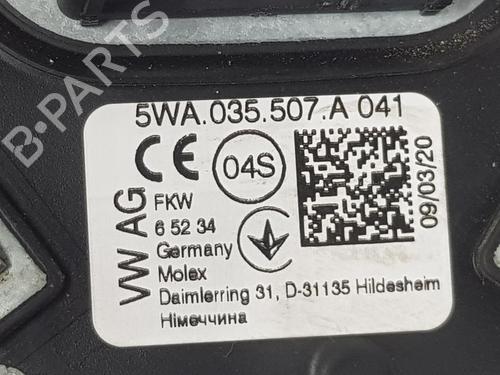 5WA.035.507.A 041
CE
04S
VW AG
FKW
6 52 34
Germany
Molex
Daimlerring 31, D-31135 Hildesheim
Німеччина
09/03/20
B-Parts